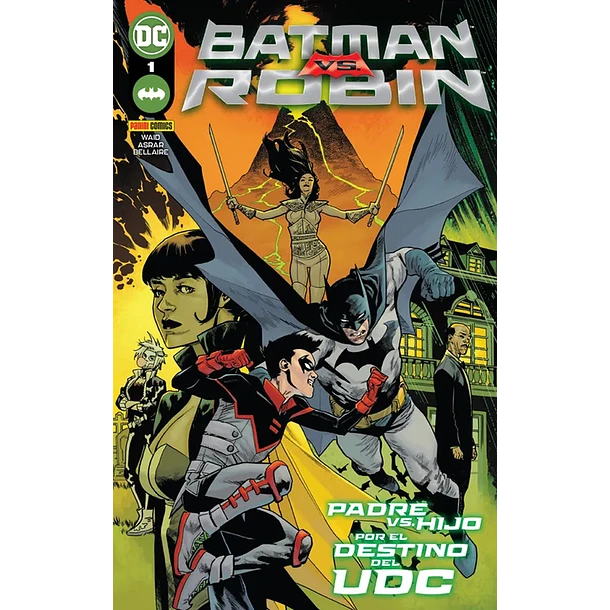 DC
1
PANINI COMICS
WAID
ASRAR
BELLAIRE
BATMAN
VS.
ROBIN
PADRE
VS. HIJO
POR EL
DESTINO
DEL
UDC